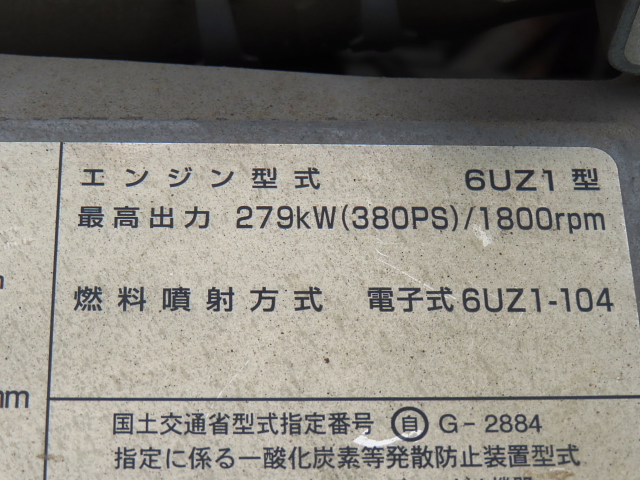 エンジン型式 6UZ1型
最高出力 279kW(380PS)/1800rpm
燃料噴射方式 電子式6UZ1-104
mm
国土交通省型式指定番号 自 G-2884
指定に係る一酸化炭素等発散防止装置型式